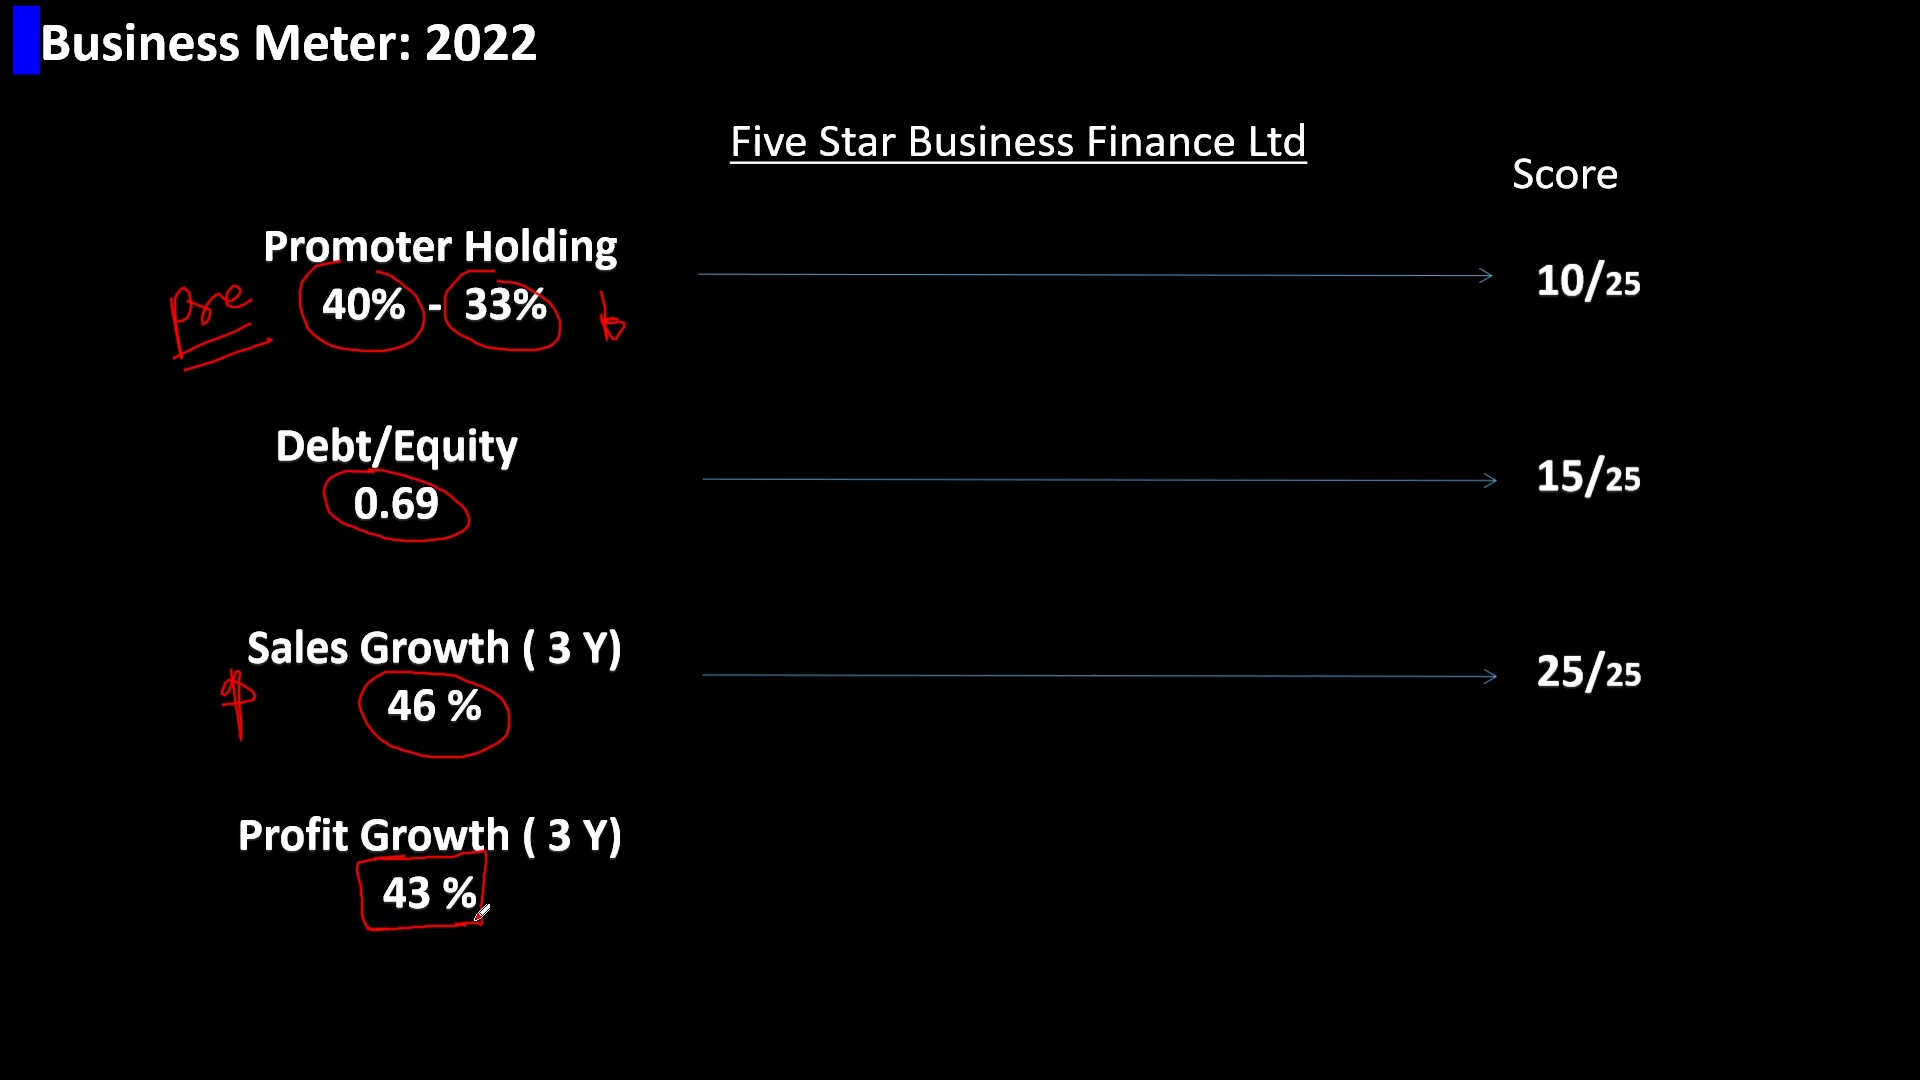 Business Meter: 2022
Five Star Business Finance Ltd
Score
Promoter Holding
Pre 40% - 33%
10/25
Debt/Equity
0.69
15/25
Sales Growth ( 3 Y)
46 %
25/25
Profit Growth ( 3 Y)
43 %